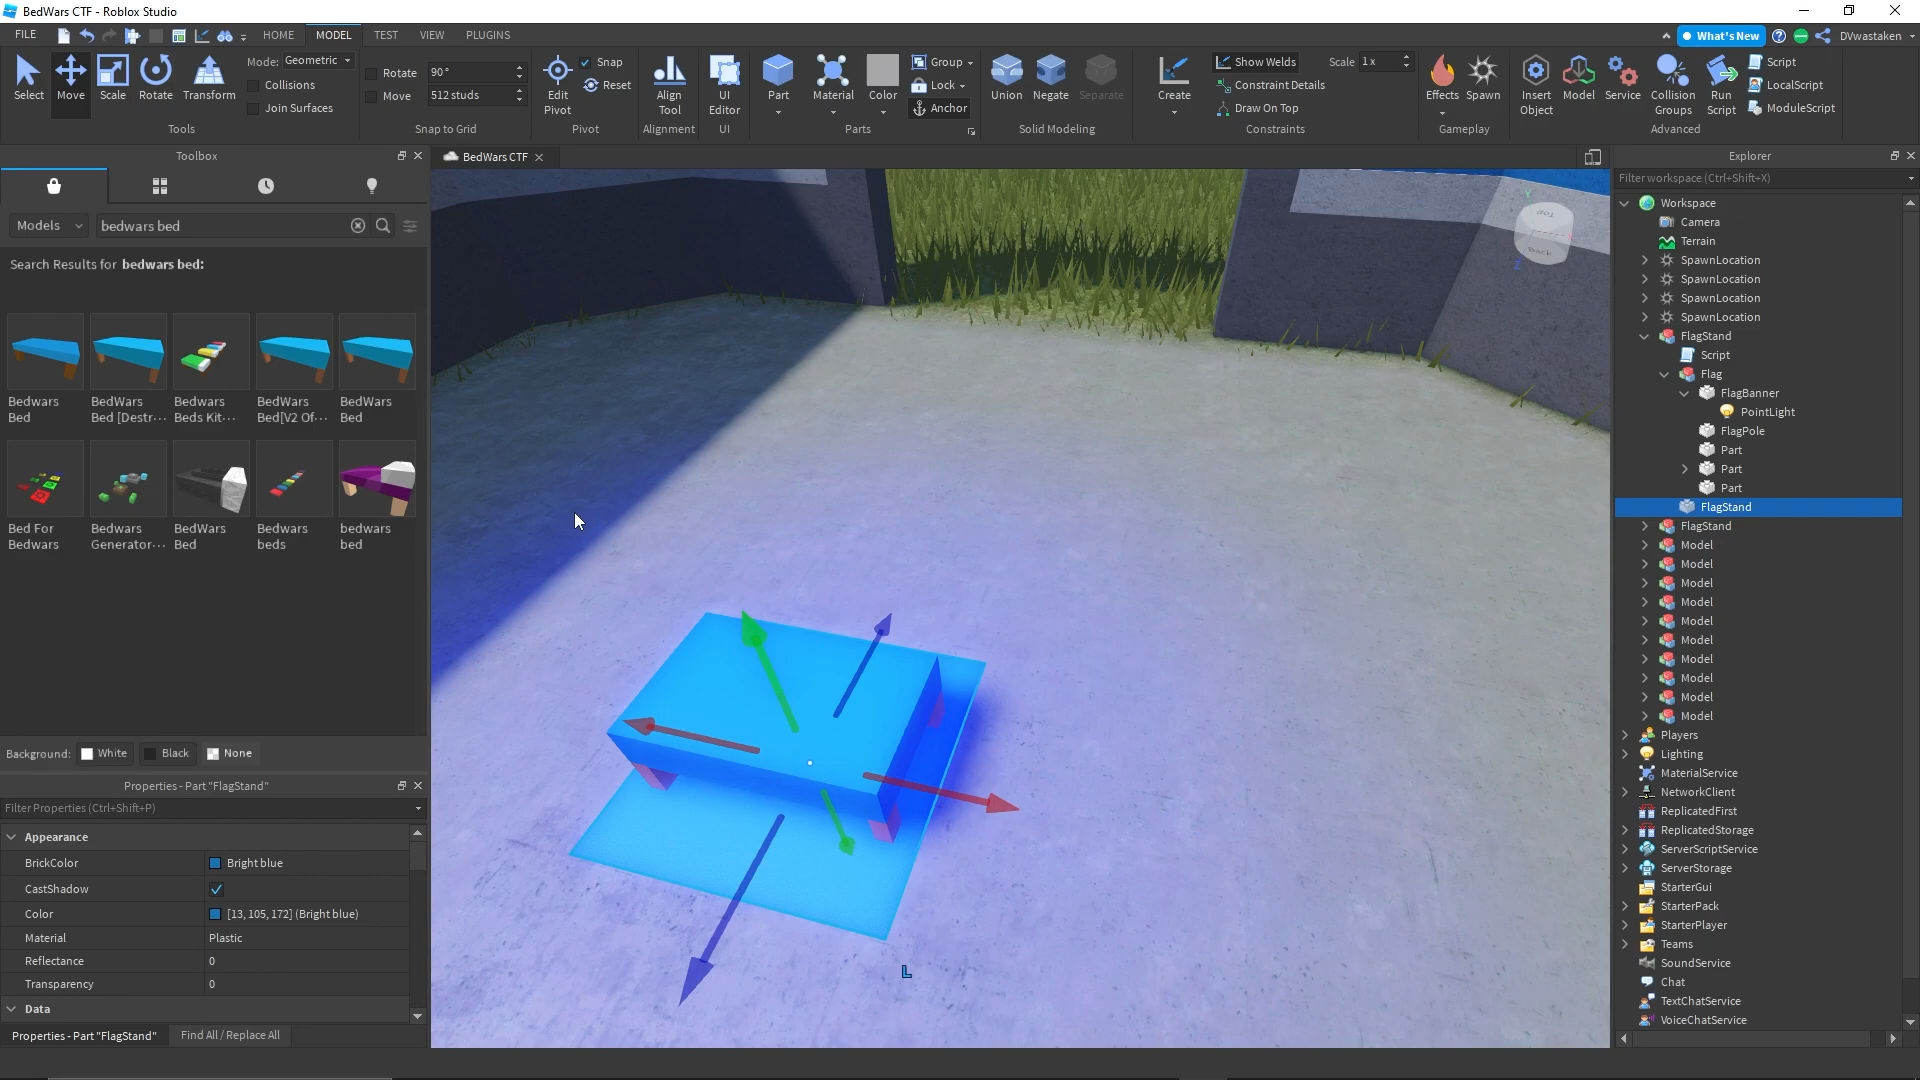 BedWars CTF - Roblox Studio
FILE
HOME
MODEL
TEST
VIEW
PLUGINS
What's New
DVwastaken
Select
Move
Scale
Rotate
Transform
Mode: Geometric
Collisions
Join Surfaces
Tools
Rotate 90°
Move 512 studs
Snap to Grid
Edit Pivot
Snap
Reset
Pivot
Align Tool
Alignment
UI Editor
UI
Part
Material
Color
Group
Lock
Anchor
Parts
Union
Negate
Separate
Solid Modeling
Create
Show Welds
Scale 1 x
Constraint Details
Draw On Top
Constraints
Effects
Spawn
Gameplay
Insert Object
Model
Service
Collision Groups
Run Script
Script
LocalScript
ModuleScript
Advanced
Toolbox
Models
bedwars bed
Search Results for bedwars bed:
Bedwars Bed
BedWars Bed [Destr...
Bedwars Beds Kit...
BedWars Bed[V2 Of...
BedWars Bed
Bed For Bedwars
Bedwars Generator...
BedWars Bed
Bedwars beds
bedwars bed
Background: White Black None
Properties - Part "FlagStand"
Filter Properties (Ctrl+Shift+P)
Appearance
BrickColor Bright blue
CastShadow
Color [13, 105, 172] (Bright blue)
Material Plastic
Reflectance 0
Transparency 0
Data
Properties - Part "FlagStand"
Find All / Replace All
BedWars CTF
Top
Back
Y
Z
L
Explorer
Filter workspace (Ctrl+Shift+X)
Workspace
Camera
Terrain
SpawnLocation
SpawnLocation
SpawnLocation
SpawnLocation
FlagStand
Script
Flag
FlagBanner
PointLight
FlagPole
Part
Part
Part
FlagStand
FlagStand
Model
Model
Model
Model
Model
Model
Model
Model
Model
Model
Players
Lighting
MaterialService
NetworkClient
ReplicatedFirst
ReplicatedStorage
ServerScriptService
ServerStorage
StarterGui
StarterPack
StarterPlayer
Teams
SoundService
Chat
TextChatService
VoiceChatService